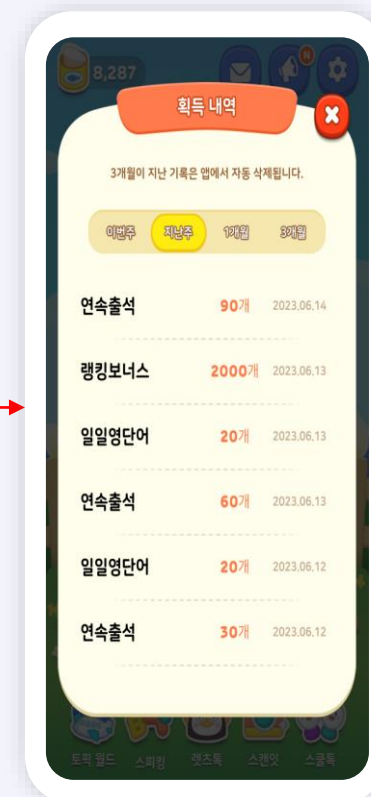 8,287
N
획득 내역
3개월이 지난 기록은 앱에서 자동 삭제됩니다.
이번주 지난주 1개월 3개월
연속출석 90개 2023.06.14
랭킹보너스 2000개 2023.06.13
일일영단어 20개 2023.06.13
연속출석 60개 2023.06.13
일일영단어 20개 2023.06.12
연속출석 30개 2023.06.12
토픽 월드 스피킹 렛츠톡 스캔잇 스쿨톡